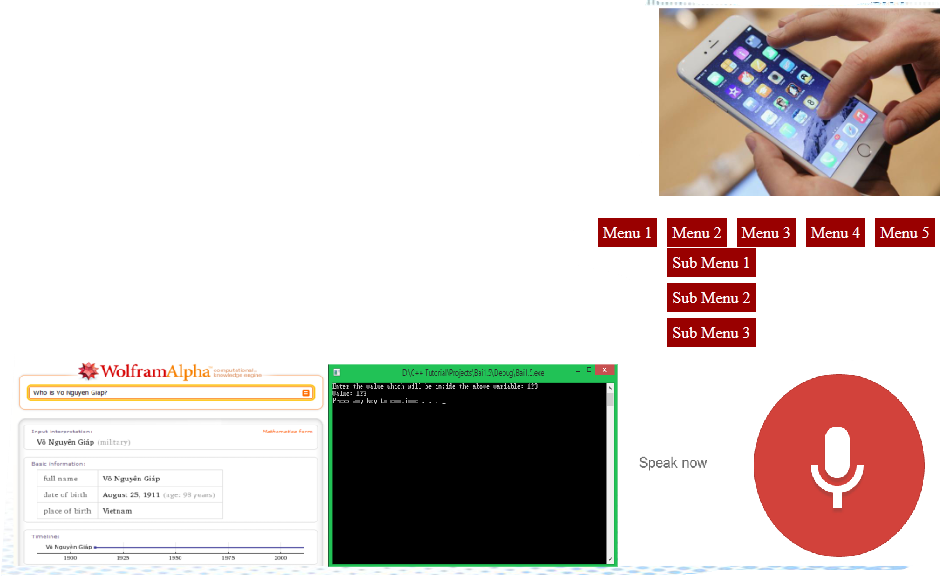 Menu 1 Menu 2 Menu 3 Menu 4 Menu 5
Sub Menu 1
Sub Menu 2
Sub Menu 3
WolframAlpha computational knowledge engine
Who is Võ Nguyên Giáp?
Input interpretation:
Mathematica form
Võ Nguyên Giáp (military)
Basic information:
full name Võ Nguyên Giáp
date of birth August 25, 1911 (age: 99 years)
place of birth Vietnam
Timeline:
Võ Nguyên Giáp
1900 1925 1950 1975 2000
D:\C++ Tutorial\Projects\Bai1.5\Debug\Bai1.5.exe
Enter the value which will be inside the above variable: 123
Value: 123
Press any key to continue . . . _
Speak now